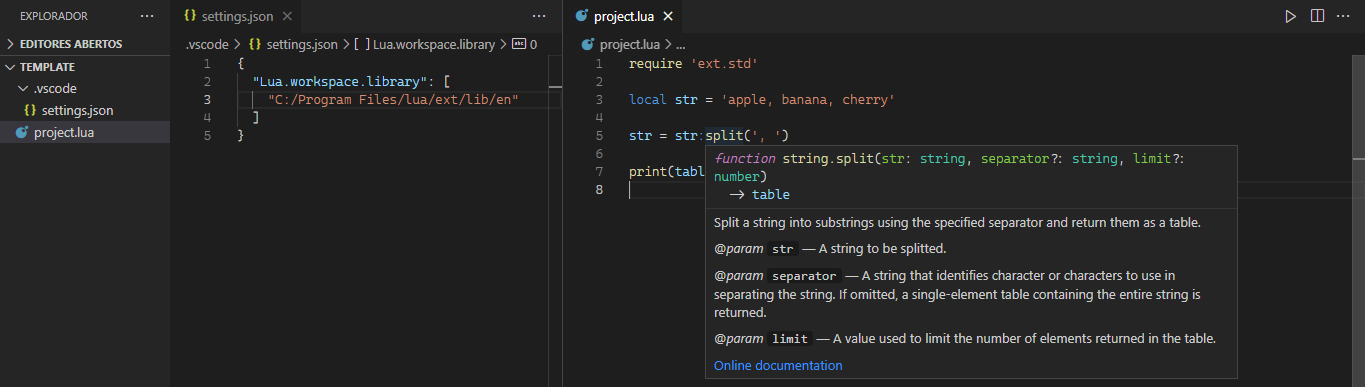 EXPLORADOR
EDITORES ABERTOS
TEMPLATE
.vscode
settings.json
project.lua
settings.json
.vscode > settings.json > [ ] Lua.workspace.library > abc 0
1 {
2 "Lua.workspace.library": [
3 "C:/Program Files/lua/ext/lib/en"
4 ]
5 }
project.lua
project.lua > ...
1 require 'ext.std'
2
3 local str = 'apple, banana, cherry'
4
5 str = str:split(', ')
6
7 print(tabl
8
function string.split(str: string, separator?: string, limit?:
number)
-> table
Split a string into substrings using the specified separator and return them as a table.
@param str — A string to be splitted.
@param separator — A string that identifies character or characters to use in
separating the string. If omitted, a single-element table containing the entire string is
returned.
@param limit — A value used to limit the number of elements returned in the table.
Online documentation